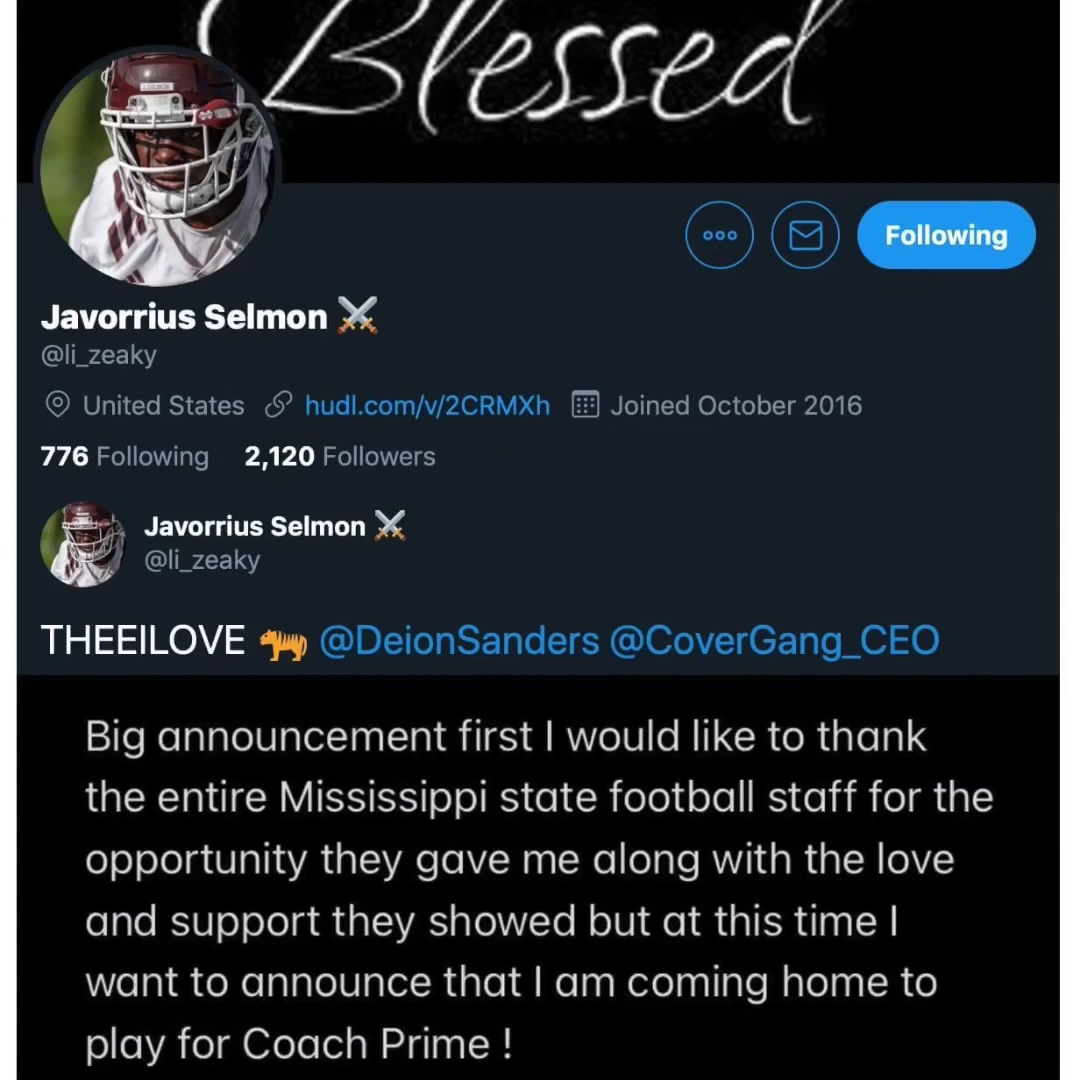 Blessed
Following
Javorrius Selmon ⚔️
@li_zeaky
United States hudl.com/v/2CRMXh Joined October 2016
776 Following 2,120 Followers
Javorrius Selmon ⚔️
@li_zeaky
THEEILOVE 🐅 @DeionSanders @CoverGang_CEO
Big announcement first I would like to thank
the entire Mississippi state football staff for the
opportunity they gave me along with the love
and support they showed but at this time I
want to announce that I am coming home to
play for Coach Prime !